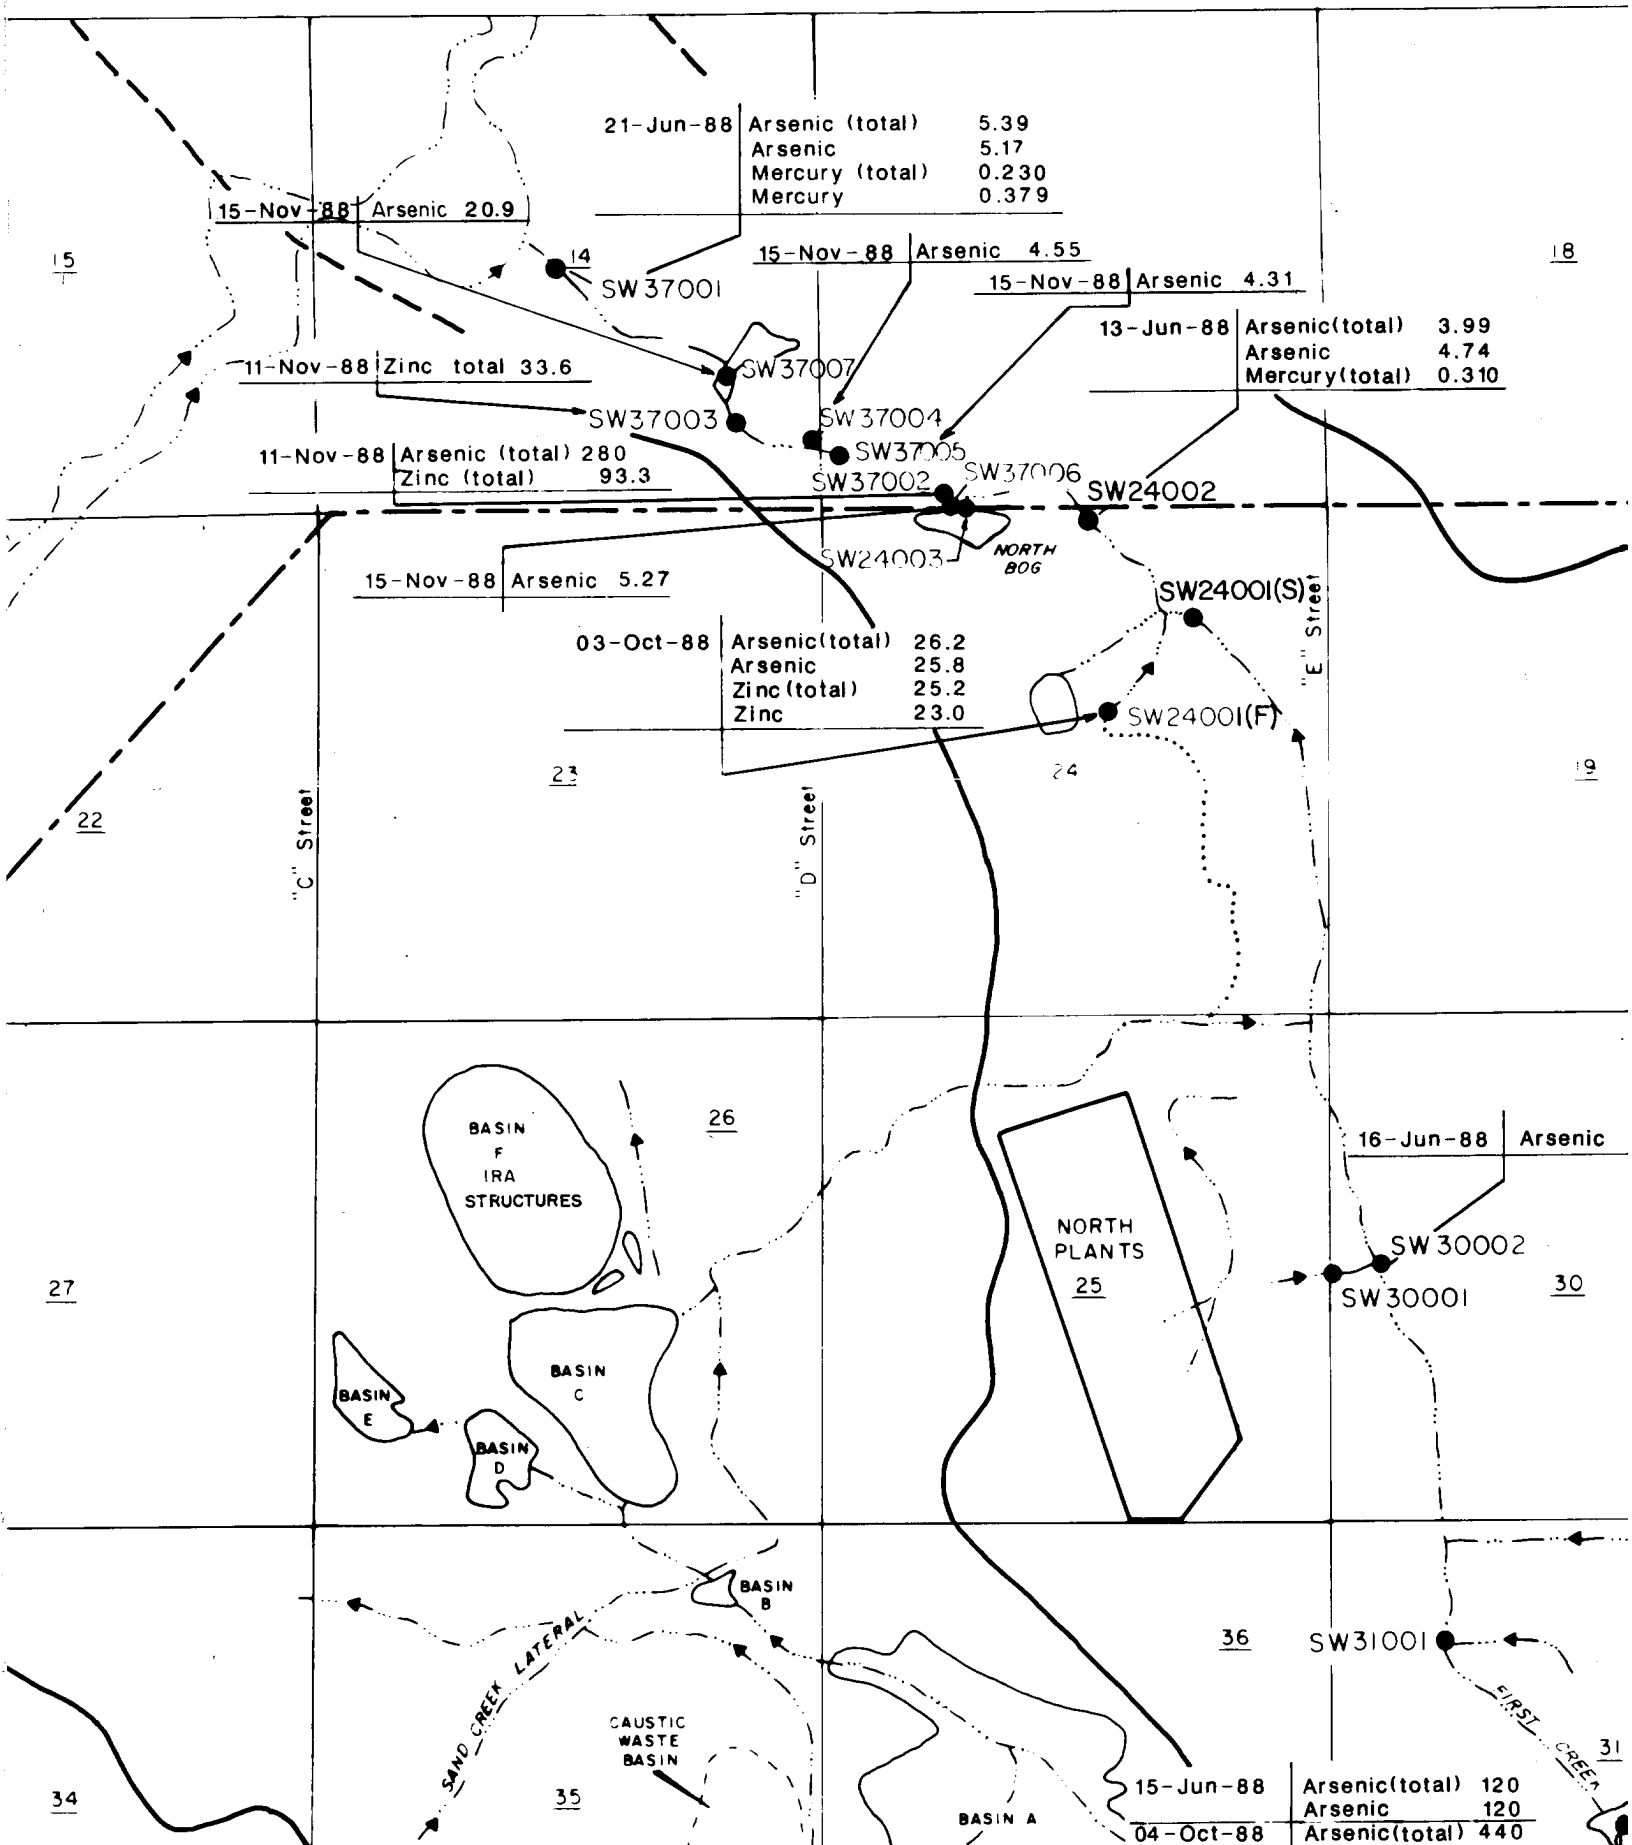 21-Jun-88 Arsenic (total) 5.39
Arsenic 5.17
Mercury (total) 0.230
Mercury 0.379
15-Nov-88 Arsenic 20.9
15-Nov-88 Arsenic 4.55
15
14
18
SW37001
15-Nov-88 Arsenic 4.31
13-Jun-88 Arsenic(total) 3.99
Arsenic 4.74
Mercury(total) 0.310
11-Nov-88 Zinc total 33.6
SW37007
SW37003
SW37004
SW37005
11-Nov-88 Arsenic (total) 280
Zinc (total) 93.3
SW37002
SW37006
SW24002
SW24003
NORTH
BOG
15-Nov-88 Arsenic 5.27
SW24001(S)
"E" Street
03-Oct-88 Arsenic(total) 26.2
Arsenic 25.8
Zinc(total) 25.2
Zinc 23.0
SW24001(F)
22
23
24
19
"C" Street
"D" Street
BASIN
F
IRA
STRUCTURES
26
16-Jun-88 Arsenic
NORTH
PLANTS
25
SW30002
SW30001
27
30
BASIN
C
BASIN
E
BASIN
D
BASIN
B
SAND CREEK LATERAL
36
SW31001
FIRST CREEK
31
CAUSTIC
WASTE
BASIN
34
35
BASIN A
15-Jun-88 Arsenic(total) 120
Arsenic 120
04-Oct-88 Arsenic(total) 440